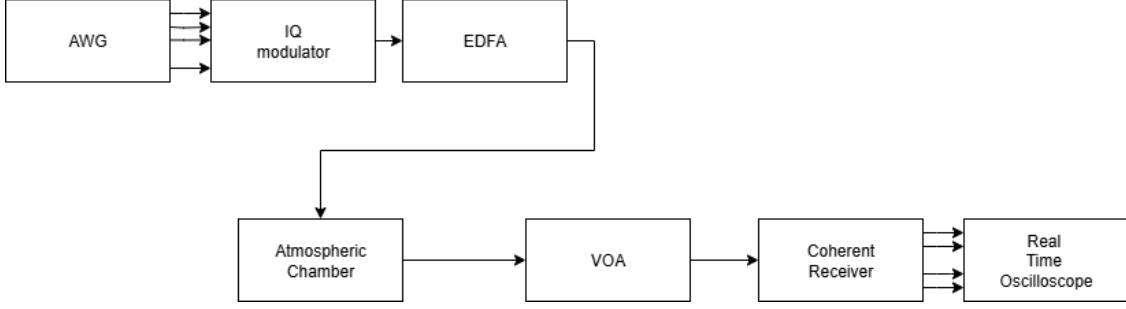 AWG
IQ
modulator
EDFA
Atmospheric
Chamber
VOA
Coherent
Receiver
Real
Time
Oscilloscope